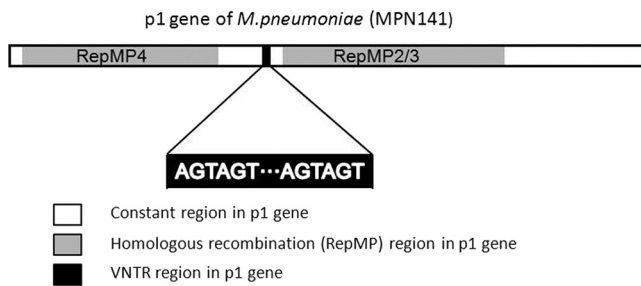 p1 gene of M.pneumoniae (MPN141)
RepMP4 RepMP2/3
AGTAGT···AGTAGT
Constant region in p1 gene
Homologous recombination (RepMP) region in p1 gene
VNTR region in p1 gene